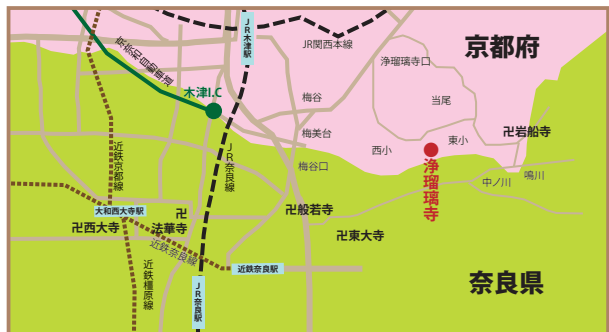 JR木津駅
JR関西本線
京都府
浄瑠璃寺口
京奈和自動車道
木津I.C
梅谷
当尾
梅美台
東小
卍岩船寺
西小
浄瑠璃寺
近鉄京都線
JR奈良線
梅谷口
中ノ川
鳴川
大和西大寺駅
卍西大寺
卍
法華寺
卍般若寺
卍東大寺
近鉄奈良線
近鉄奈良駅
近鉄橿原線
JR奈良駅
奈良県